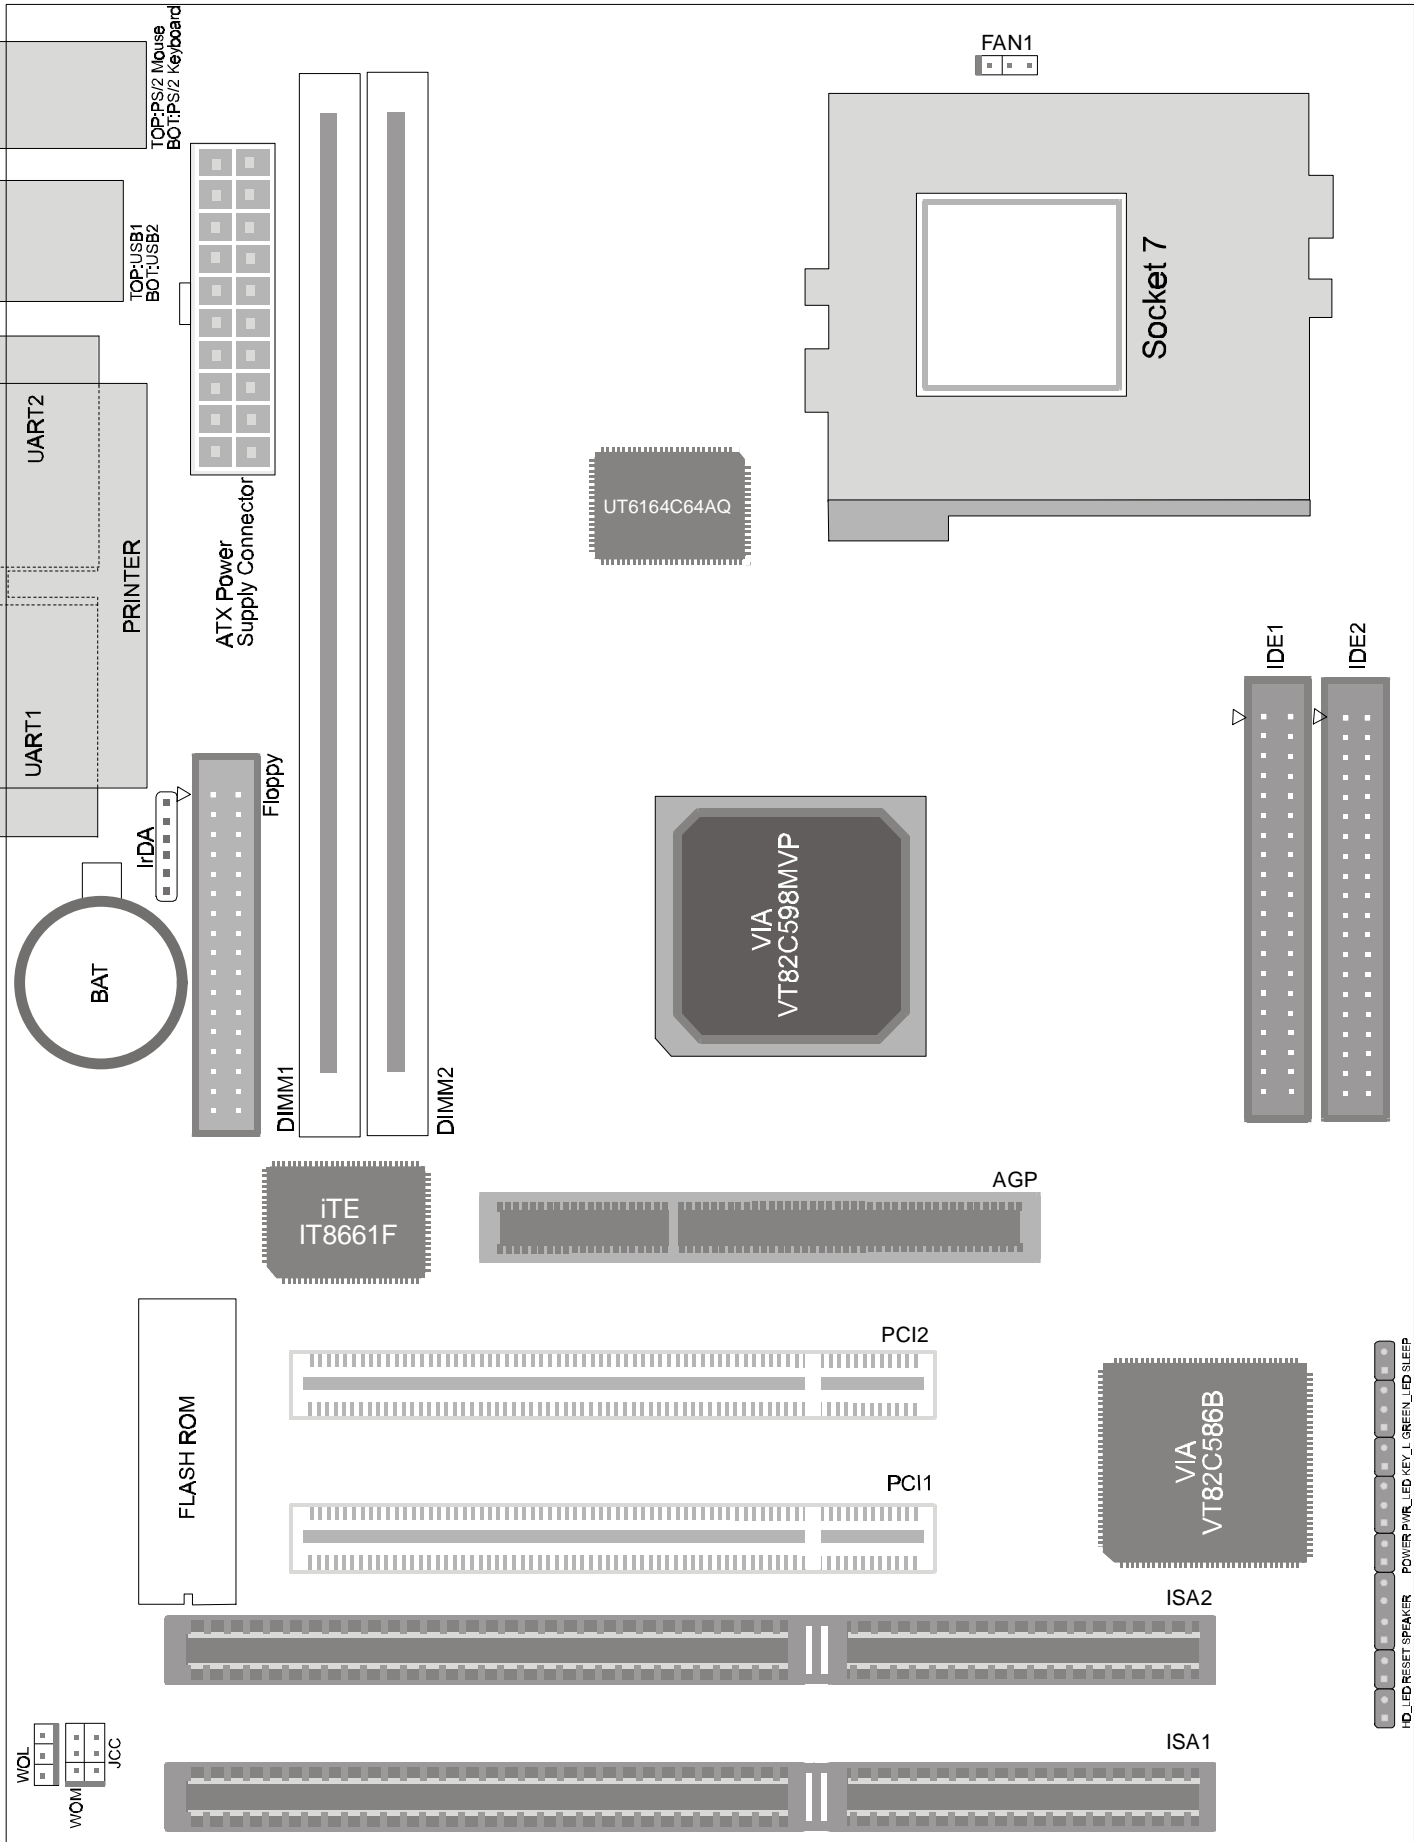 FAN1
TOP:PS/2 Mouse
BOT:PS/2 Keyboard
TOP:USB1
BOT:USB2
Socket 7
UART2
UT6164C64AQ
ATX Power
Supply Connector
PRINTER
IDE1
IDE2
UART1
Floppy
IrDA
VIA
VT82C598MVP
BAT
DIMM1
DIMM2
AGP
iTE
IT8661F
PCI2
FLASH ROM
VIA
VT82C586B
PCI1
HD_LED RESET SPEAKER POWER PWR_LED KEY_L GREEN_LED SLEEP
ISA2
ISA1
WOL
WOM
JCC